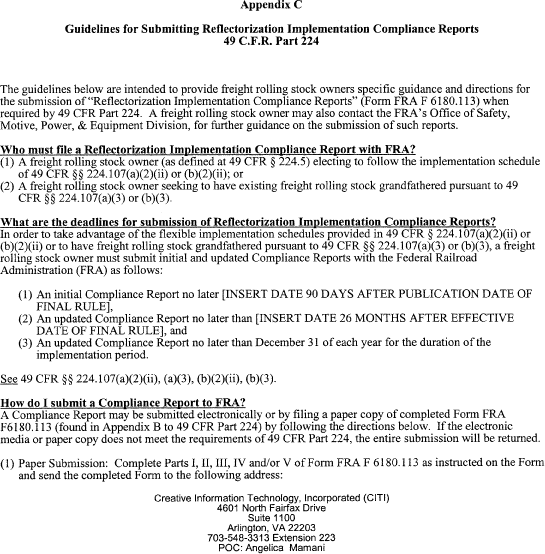 Appendix C
Guidelines for Submitting Reflectorization Implementation Compliance Reports
49 C.F.R. Part 224
The guidelines below are intended to provide freight rolling stock owners specific guidance and directions for
the submission of "Reflectorization Implementation Compliance Reports" (Form FRA F 6180.113) when
required by 49 CFR Part 224. A freight rolling stock owner may also contact the FRA's Office of Safety,
Motive, Power, & Equipment Division, for further guidance on the submission of such reports.
Who must file a Reflectorization Implementation Compliance Report with FRA?
(1) A freight rolling stock owner (as defined at 49 CFR § 224.5) electing to follow the implementation schedule
of 49 CFR §§ 224.107(a)(2)(ii) or (b)(2)(ii); or
(2) A freight rolling stock owner seeking to have existing freight rolling stock grandfathered pursuant to 49
CFR §§ 224.107(a)(3) or (b)(3).
What are the deadlines for submission of Reflectorization Implementation Compliance Reports?
In order to take advantage of the flexible implementation schedules provided in 49 CFR § 224.107(a)(2)(ii) or
(b)(2)(ii) or to have freight rolling stock grandfathered pursuant to 49 CFR §§ 224.107(a)(3) or (b)(3), a freight
rolling stock owner must submit initial and updated Compliance Reports with the Federal Railroad
Administration (FRA) as follows:
(1) An initial Compliance Report no later [INSERT DATE 90 DAYS AFTER PUBLICATION DATE OF
FINAL RULE],
(2) An updated Compliance Report no later than [INSERT DATE 26 MONTHS AFTER EFFECTIVE
DATE OF FINAL RULE], and
(3) An updated Compliance Report no later than December 31 of each year for the duration of the
implementation period.
See 49 CFR §§ 224.107(a)(2)(ii), (a)(3), (b)(2)(ii), (b)(3).
How do I submit a Compliance Report to FRA?
A Compliance Report may be submitted electronically or by filing a paper copy of completed Form FRA
F6180.113 (found in Appendix B to 49 CFR Part 224) by following the directions below. If the electronic
media or paper copy does not meet the requirements of 49 CFR Part 224, the entire submission will be returned.
(1) Paper Submission: Complete Parts I, II, III, IV and/or V of Form FRA F 6180.113 as instructed on the Form
and send the completed Form to the following address:
Creative Information Technology, Incorporated (CITI)
4601 North Fairfax Drive
Suite 1100
Arlington, VA 22203
703-548-3313 Extension 223
POC: Angelica Mamani